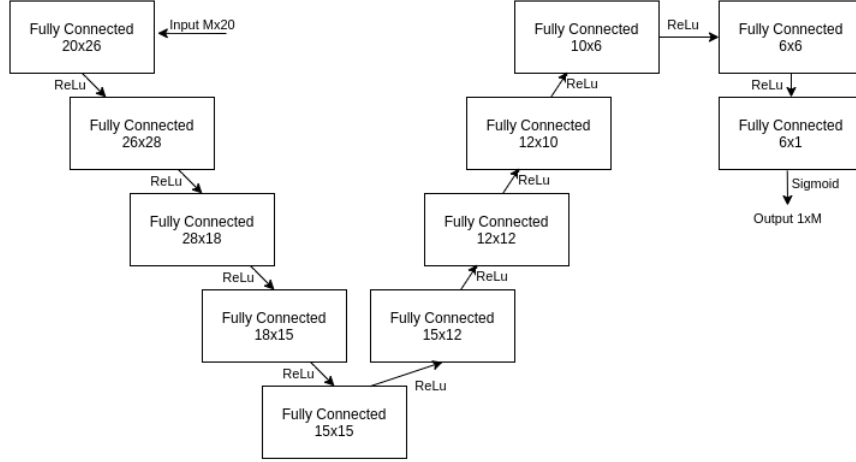 Input Mx20
Fully Connected
20x26
ReLu
Fully Connected
26x28
ReLu
Fully Connected
28x18
ReLu
Fully Connected
18x15
ReLu
Fully Connected
15x15
ReLu
Fully Connected
15x12
ReLu
Fully Connected
12x12
ReLu
Fully Connected
12x10
ReLu
Fully Connected
10x6
ReLu
Fully Connected
6x6
ReLu
Fully Connected
6x1
Sigmoid
Output 1xM